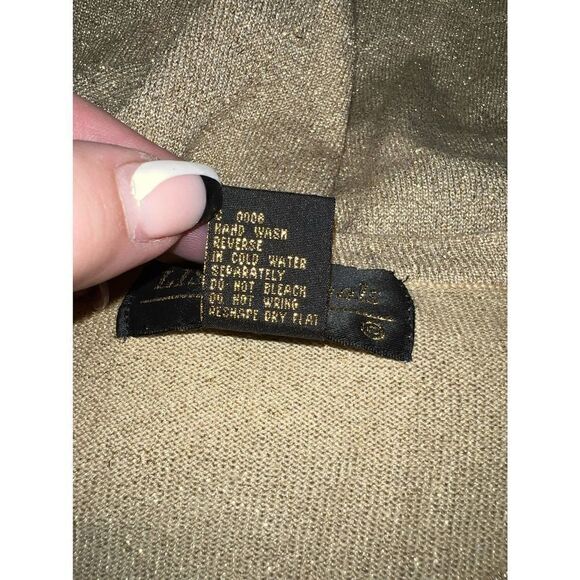 0008
HAND WASH
REVERSE
IN COLD WATER
SEPARATELY
DO NOT BLEACH
DO NOT WRING
RESHAPE DRY FLAT